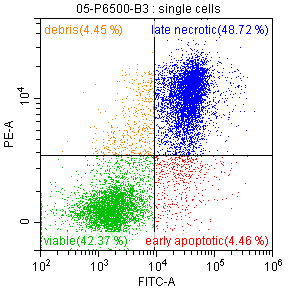 05-P6500-B3 : single cells
debris(4.45 %) late necrotic(48.72 %)
PE-A
10^4
0
viable(42.37 %) early apoptotic(4.46 %)
10^2 10^3 10^4 10^5 10^6
FITC-A